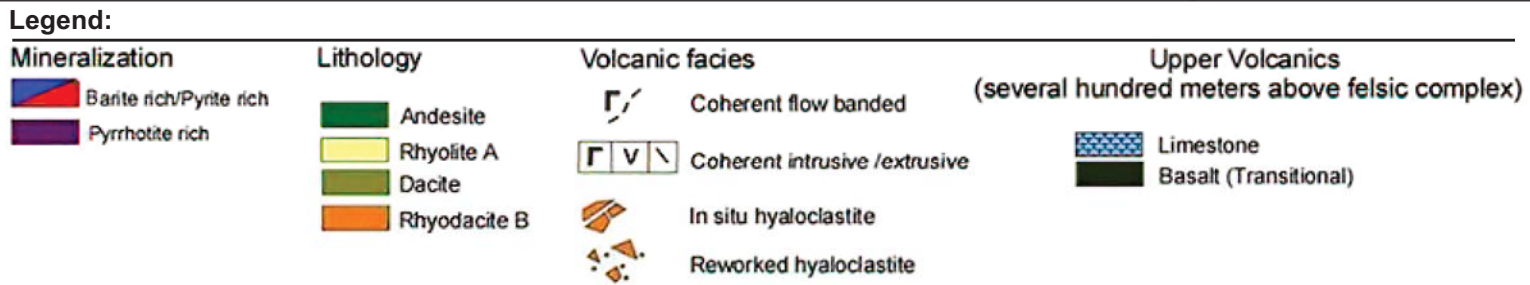 Legend:
Mineralization
Barite rich/Pyrite rich
Pyrrhotite rich
Lithology
Andesite
Rhyolite A
Dacite
Rhyodacite B
Volcanic facies
Coherent flow banded
Coherent intrusive /extrusive
In situ hyaloclastite
Reworked hyaloclastite
Upper Volcanics
(several hundred meters above felsic complex)
Limestone
Basalt (Transitional)